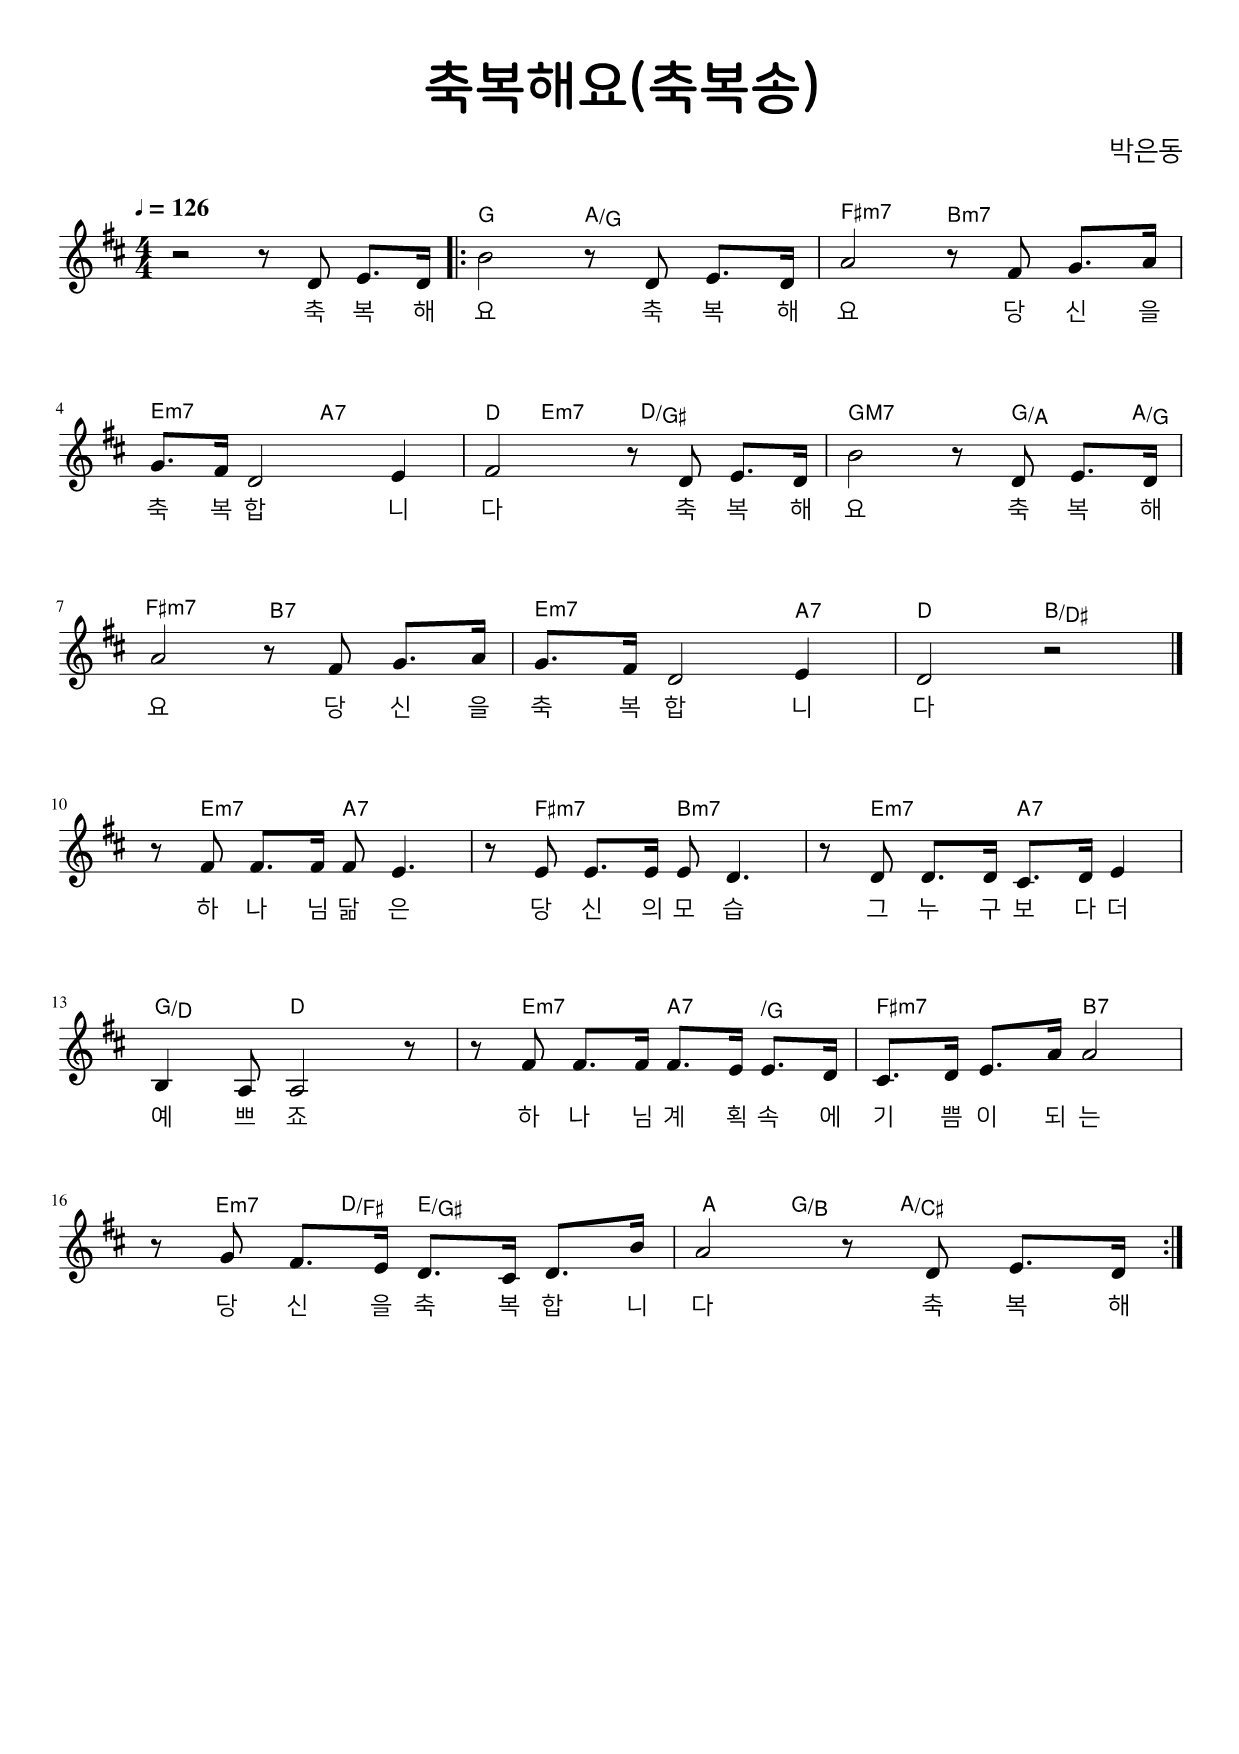 축복해요(축복송)
박은동
♩ = 126
G A/G F♯m7 Bm7
축 복 해 요 축 복 해 요 당 신 을
4
Em7 A7 D Em7 D/G♯ GM7 G/A A/G
축 복 합 니 다 축 복 해 요 축 복 해
7
F♯m7 B7 Em7 A7 D B/D♯
요 당 신 을 축 복 합 니 다
10
Em7 A7 F♯m7 Bm7 Em7 A7
하 나 님 닮 은 당 신 의 모 습 그 누 구 보 다 더
13
G/D D Em7 A7 /G F♯m7 B7
예 쁘 죠 하 나 님 계 획 속 에 기 쁨 이 되 는
16
Em7 D/F♯ E/G♯ A G/B A/C♯
당 신 을 축 복 합 니 다 축 복 해